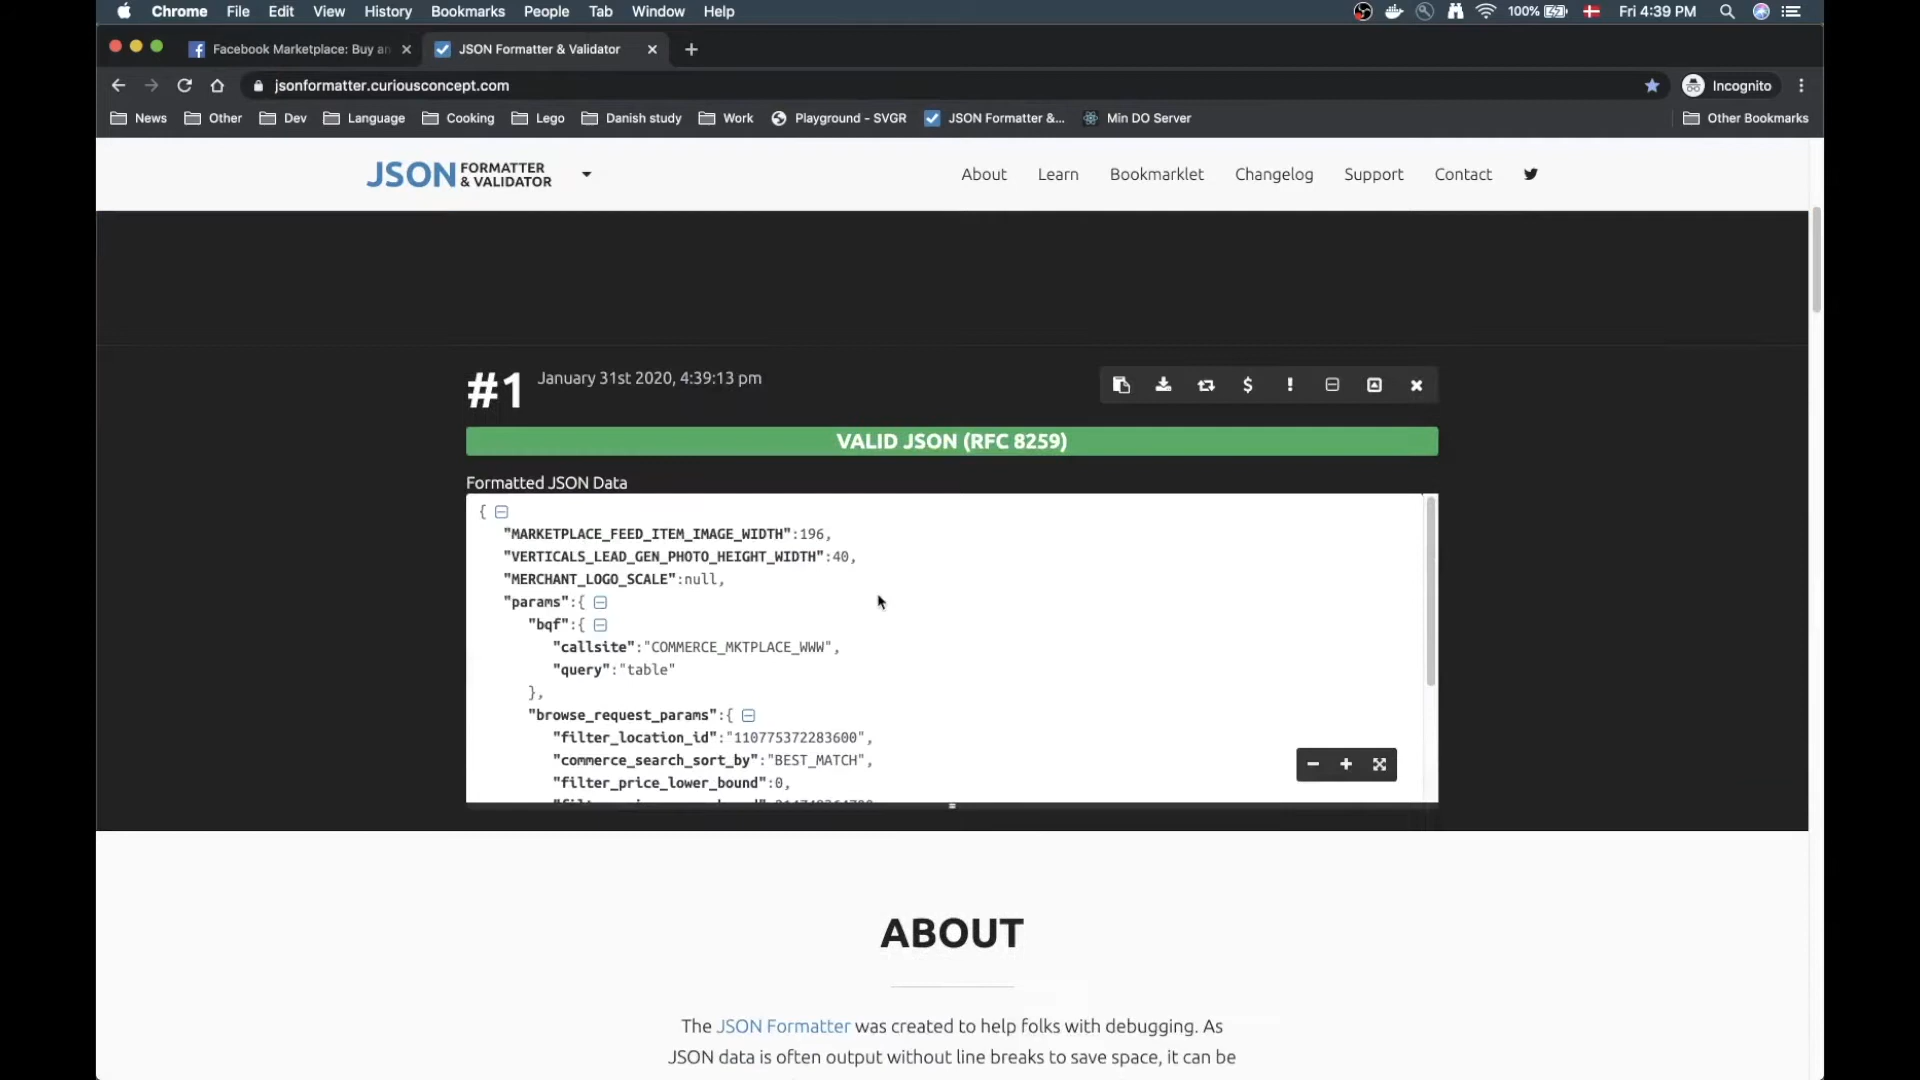 Chrome File Edit View History Bookmarks People Tab Window Help 100% Fri 4:39 PM
Facebook Marketplace: Buy an JSON Formatter & Validator
jsonformatter.curiousconcept.com Incognito
News Other Dev Language Cooking Lego Danish study Work Playground – SVGR JSON Formatter &... Min DO Server Other Bookmarks
JSON FORMATTER & VALIDATOR About Learn Bookmarklet Changelog Support Contact
#1 January 31st 2020, 4:39:13 pm
VALID JSON (RFC 8259)
Formatted JSON Data
{
"MARKETPLACE_FEED_ITEM_IMAGE_WIDTH":196,
"VERTICALS_LEAD_GEN_PHOTO_HEIGHT_WIDTH":40,
"MERCHANT_LOGO_SCALE":null,
"params":{
"bqf":{
"callsite":"COMMERCE_MKTPLACE_WWW",
"query":"table"
},
"browse_request_params":{
"filter_location_id":"110775372283600",
"commerce_search_sort_by":"BEST_MATCH",
"filter_price_lower_bound":0,
ABOUT
The JSON Formatter was created to help folks with debugging. As
JSON data is often output without line breaks to save space, it can be